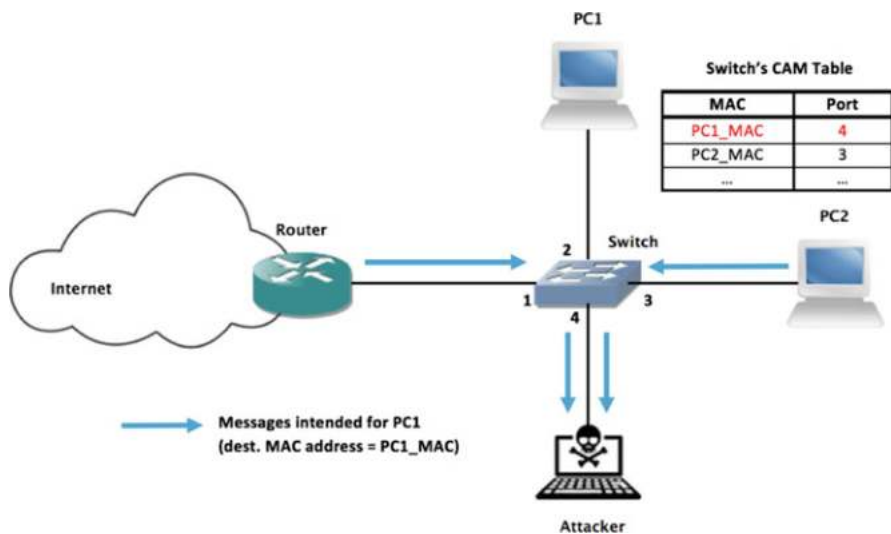 PC1
Switch's CAM Table
MAC Port
PC1_MAC 4
PC2_MAC 3
... ...
PC2
Router
Switch
2
Internet
1
3
4
Messages intended for PC1
(dest. MAC address = PC1_MAC)
Attacker